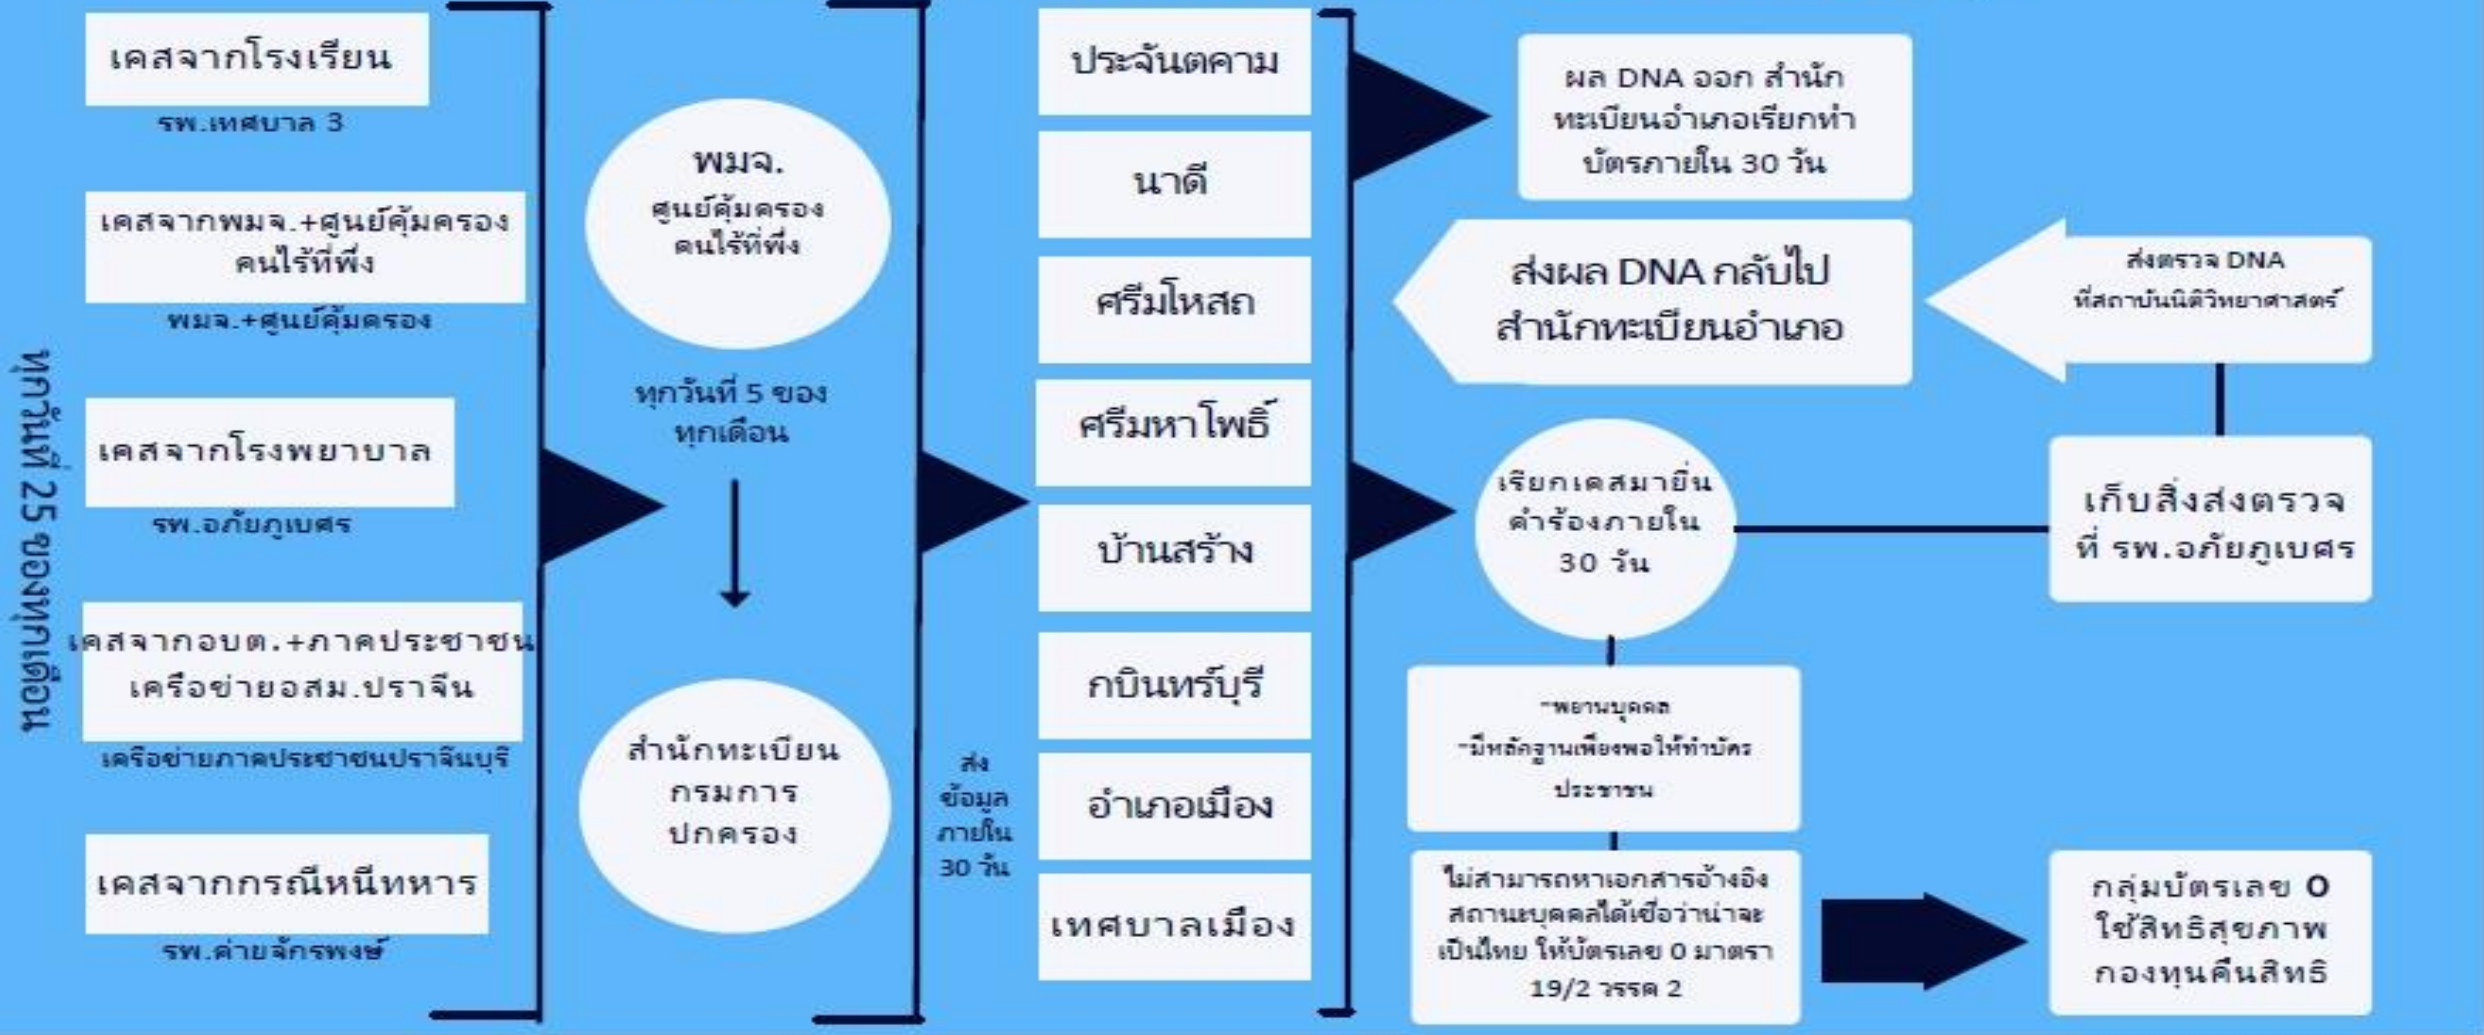 ทุกวันที่ 25 ของทุกเดือน
เคสจากโรงเรียน
รพ.เทศบาล 3
เคสจากพมจ.+ศูนย์คุ้มครอง
คนไร้ที่พึ่ง
พมจ.+ศูนย์คุ้มครอง
เคสจากโรงพยาบาล
รพ.อภัยภูเบศร
เคสจากอบต.+ภาคประชาชน
เครือข่ายอสม.ปราจีน
เครือข่ายภาคประชาชนปราจีนบุรี
เคสจากกรณีหนีทหาร
รพ.ค่ายจักรพงษ์
พมจ.
ศูนย์คุ้มครอง
คนไร้ที่พึ่ง
ทุกวันที่ 5 ของ
ทุกเดือน
สำนักทะเบียน
กรมการ
ปกครอง
ส่ง
ข้อมูล
ภายใน
30 วัน
ประจันตคาม
นาดี
ศรีมโหสถ
ศรีมหาโพธิ์
บ้านสร้าง
กบินทร์บุรี
อำเภอเมือง
เทศบาลเมือง
ผล DNA ออก สำนัก
ทะเบียนอำเภอเรียกทำ
บัตรภายใน 30 วัน
ส่งผล DNA กลับไป
สำนักทะเบียนอำเภอ
ส่งตรวจ DNA
ที่สถาบันนิติวิทยาศาสตร์
เรียกเคสมายื่น
คำร้องภายใน
30 วัน
เก็บสิ่งส่งตรวจ
ที่ รพ.อภัยภูเบศร
-พยานบุคคล
-มีหลักฐานเพียงพอให้ทำบัตร
ประชาชน
ไม่สามารถหาเอกสารอ้างอิง
สถานะบุคคลได้เชื่อว่าน่าจะ
เป็นไทย ให้บัตรเลข 0 มาตรา
19/2 วรรค 2
กลุ่มบัตรเลข 0
ใช้สิทธิสุขภาพ
กองทุนคืนสิทธิ